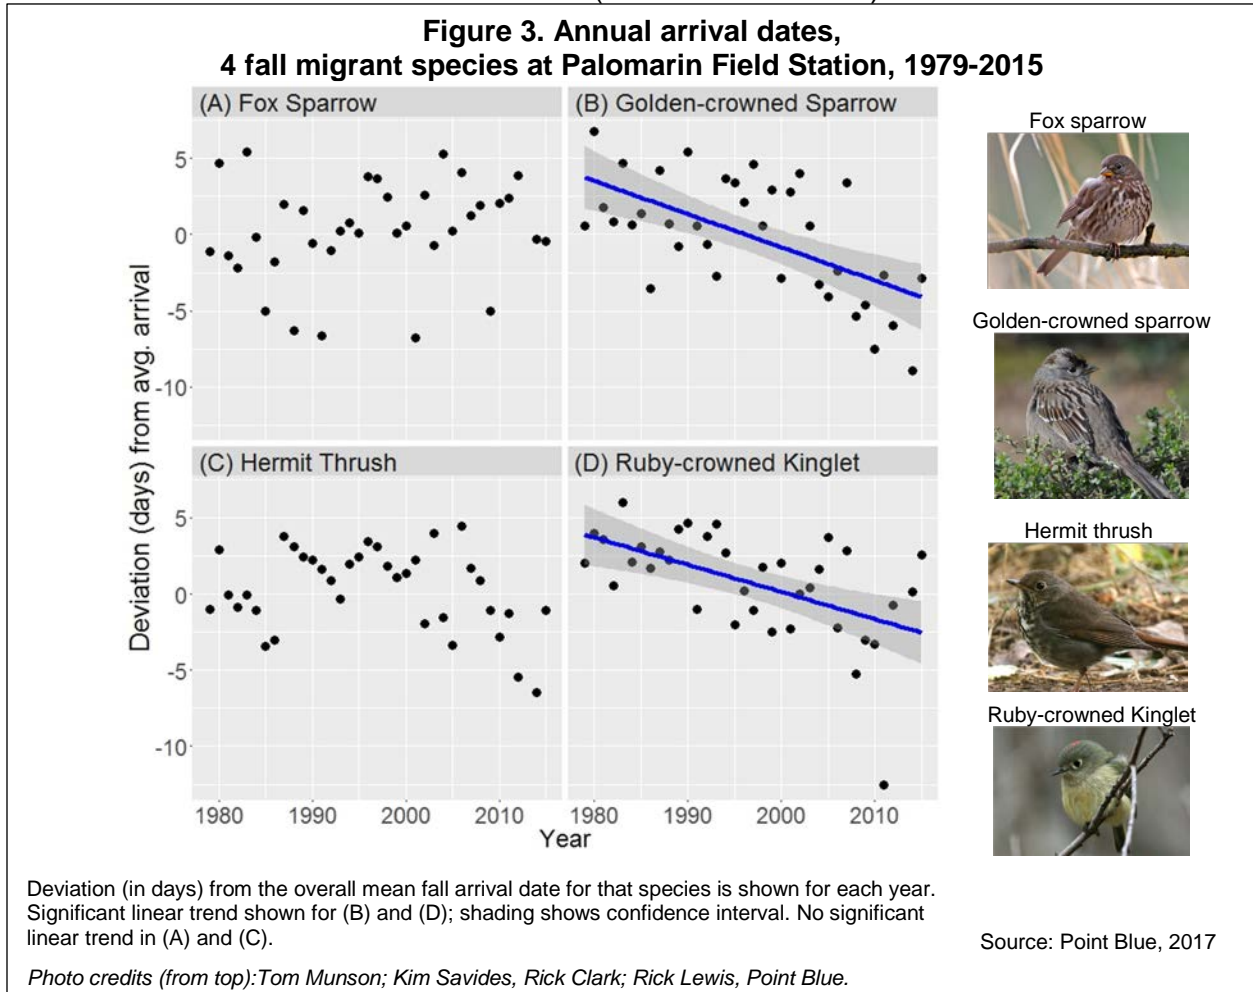 Figure 3. Annual arrival dates,
4 fall migrant species at Palomarin Field Station, 1979-2015
(A) Fox Sparrow
(B) Golden-crowned Sparrow
5
0
-5
-10
(C) Hermit Thrush
(D) Ruby-crowned Kinglet
5
0
-5
-10
Deviation (days) from avg. arrival
1980 1990 2000 2010
1980 1990 2000 2010
Year
Fox sparrow
Golden-crowned sparrow
Hermit thrush
Ruby-crowned Kinglet
Deviation (in days) from the overall mean fall arrival date for that species is shown for each year.
Significant linear trend shown for (B) and (D); shading shows confidence interval. No significant
linear trend in (A) and (C).
Source: Point Blue, 2017
Photo credits (from top):Tom Munson; Kim Savides, Rick Clark; Rick Lewis, Point Blue.